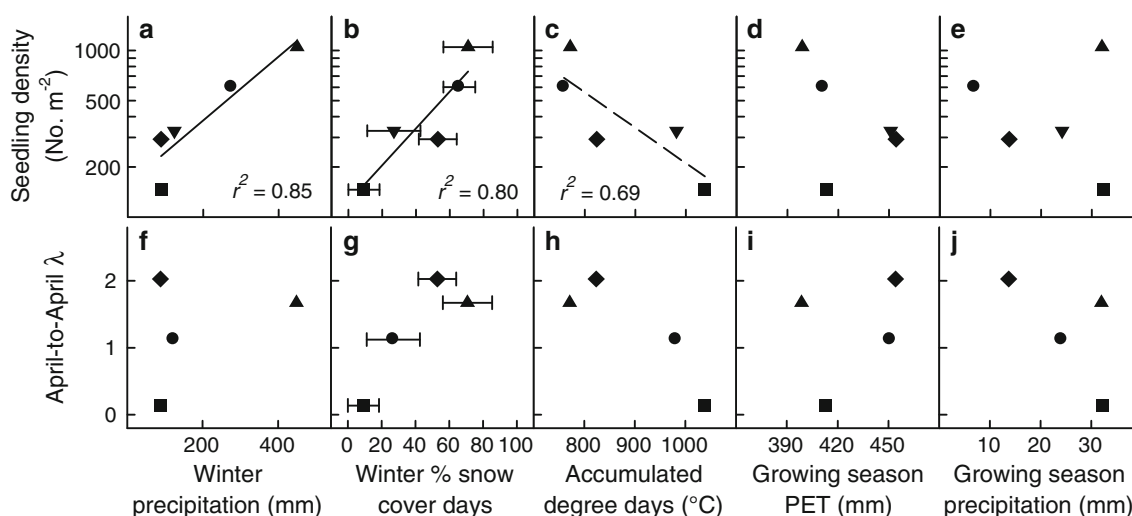 a b c d e
Seedling density
(No. m⁻²)
1000
500
200
r² = 0.85
r² = 0.80
r² = 0.69
f g h i j
April-to-April λ
2
1
0
200 400
0 20 40 60 80 100
800 900 1000
390 420 450
10 20 30
Winter
precipitation (mm)
Winter % snow
cover days
Accumulated
degree days (°C)
Growing season
PET (mm)
Growing season
precipitation (mm)